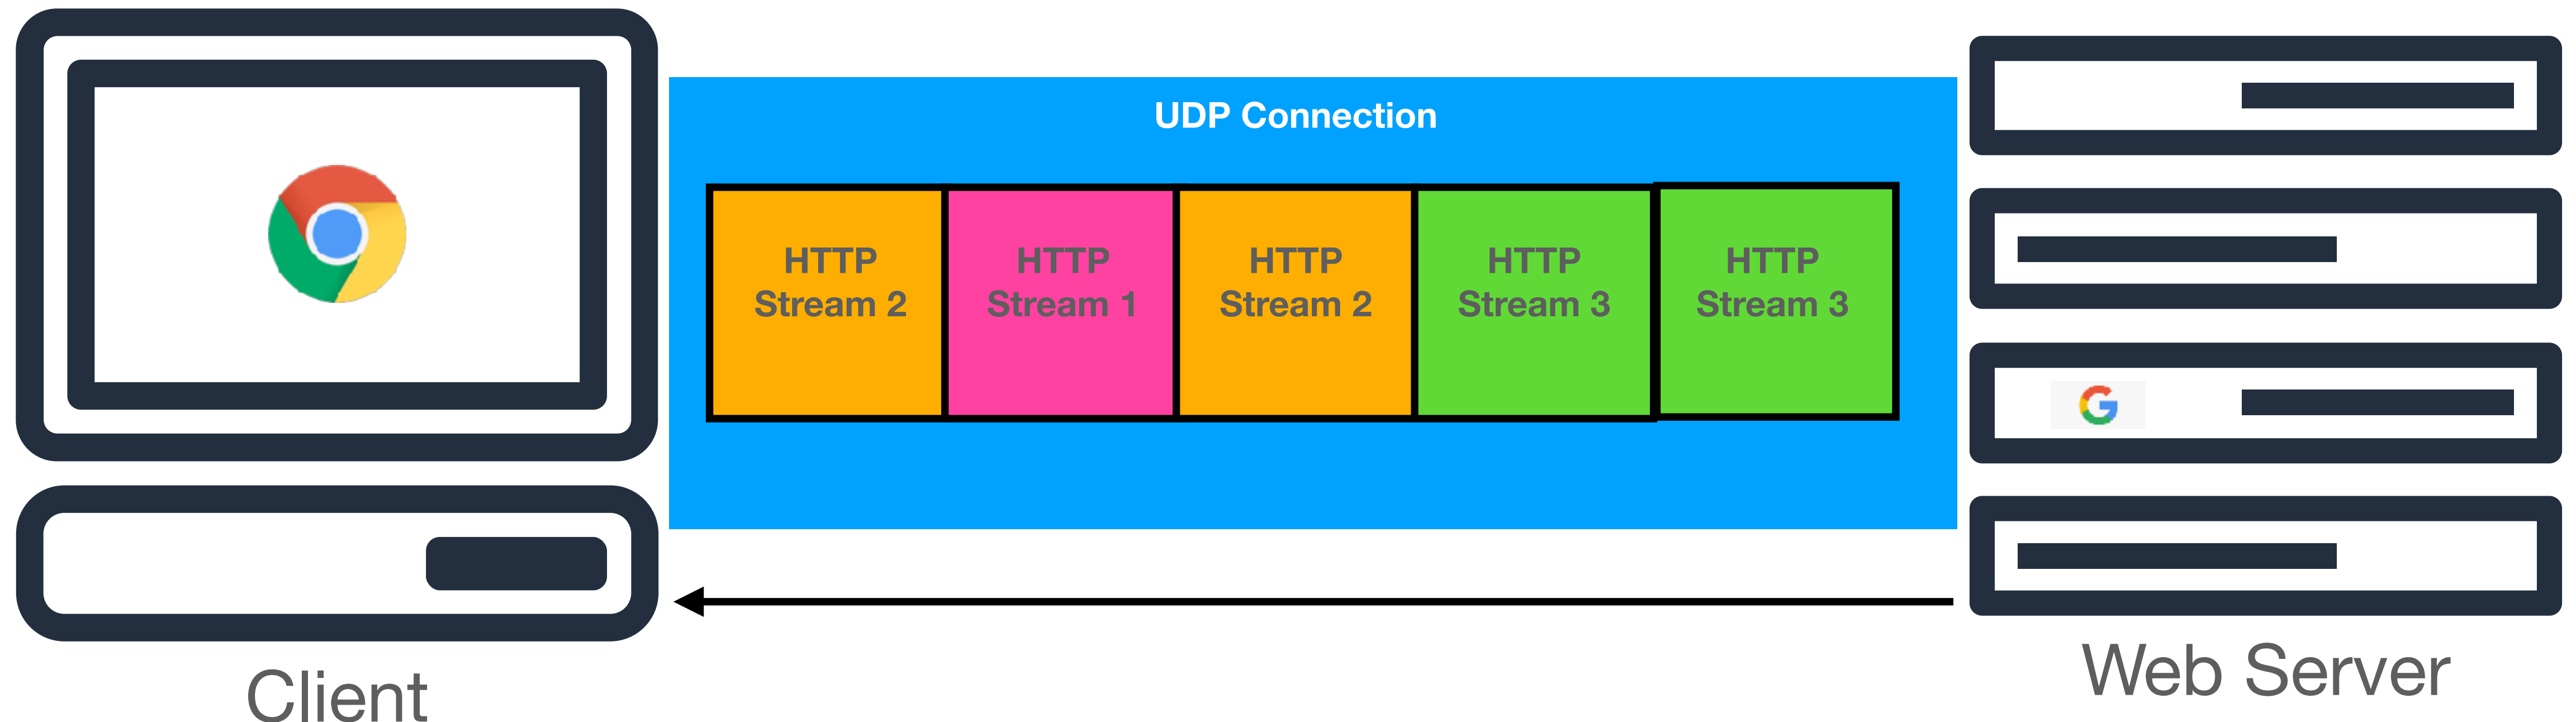 UDP Connection
HTTP
Stream 2
HTTP
Stream 1
HTTP
Stream 2
HTTP
Stream 3
HTTP
Stream 3
Client
Web Server